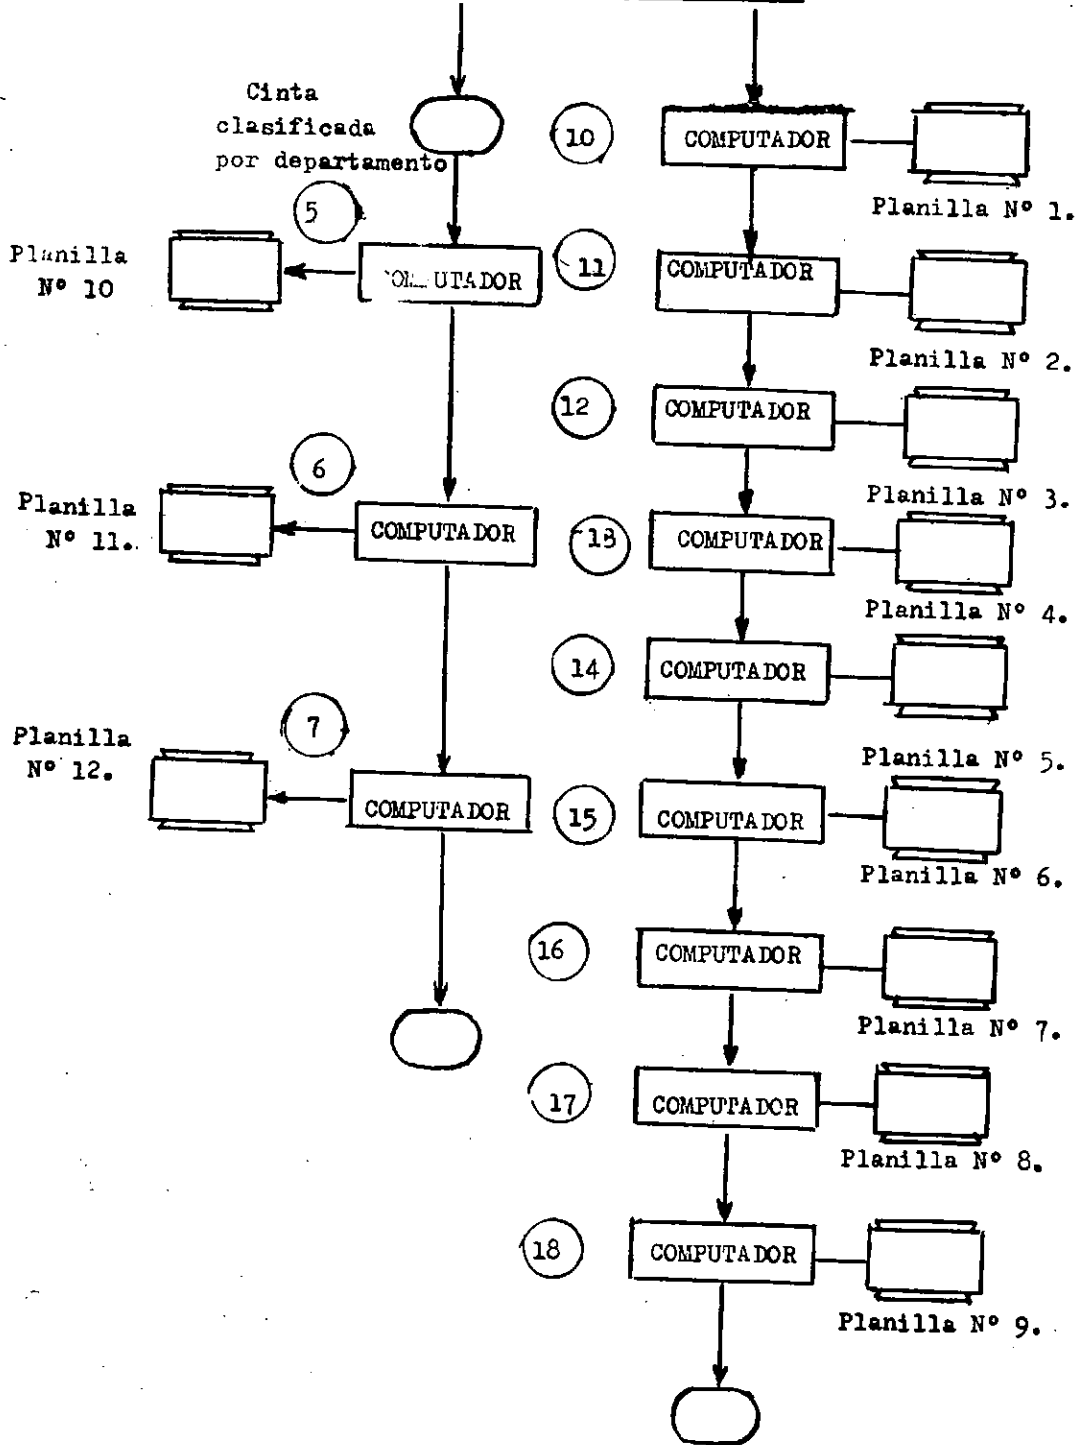 Cinta
clasificada
por departamento
5
Planilla
Nº 10
6
COMPUTADOR
Planilla
Nº 11.
7
COMPUTADOR
Planilla
Nº 12.
10
COMPUTADOR
Planilla Nº 1.
11
COMPUTADOR
Planilla Nº 2.
12
COMPUTADOR
Planilla Nº 3.
13
COMPUTADOR
Planilla Nº 4.
14
COMPUTADOR
Planilla Nº 5.
15
COMPUTADOR
Planilla Nº 6.
16
COMPUTADOR
Planilla Nº 7.
17
COMPUTADOR
Planilla Nº 8.
18
COMPUTADOR
Planilla Nº 9.